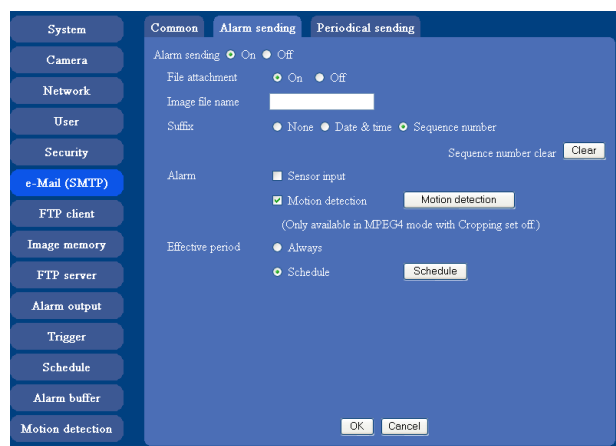 System
Camera
Network
User
Security
e-Mail (SMTP)
FTP client
Image memory
FTP server
Alarm output
Trigger
Schedule
Alarm buffer
Motion detection
Common Alarm sending Periodical sending
Alarm sending On Off
File attachment On Off
Image file name
Suffix None Date & time Sequence number
Sequence number clear Clear
Alarm Sensor input
Motion detection Motion detection
(Only available in MPEG4 mode with Cropping set off.)
Effective period Always
Schedule Schedule
OK Cancel